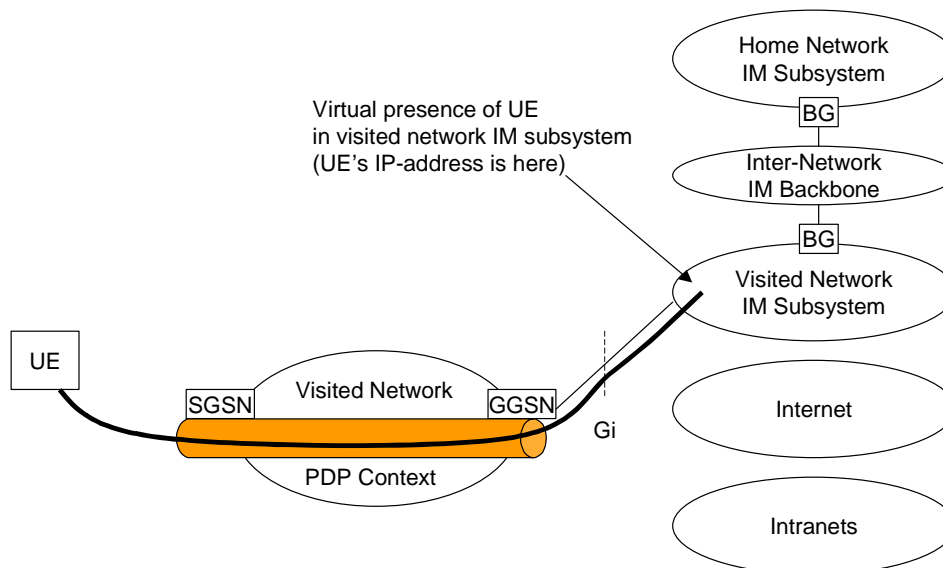 Home Network
IM Subsystem
BG
Virtual presence of UE
in visited network IM subsystem
(UE's IP-address is here)
Inter-Network
IM Backbone
BG
Visited Network
IM Subsystem
UE
SGSN
Visited Network
GGSN
Gi
PDP Context
Internet
Intranets